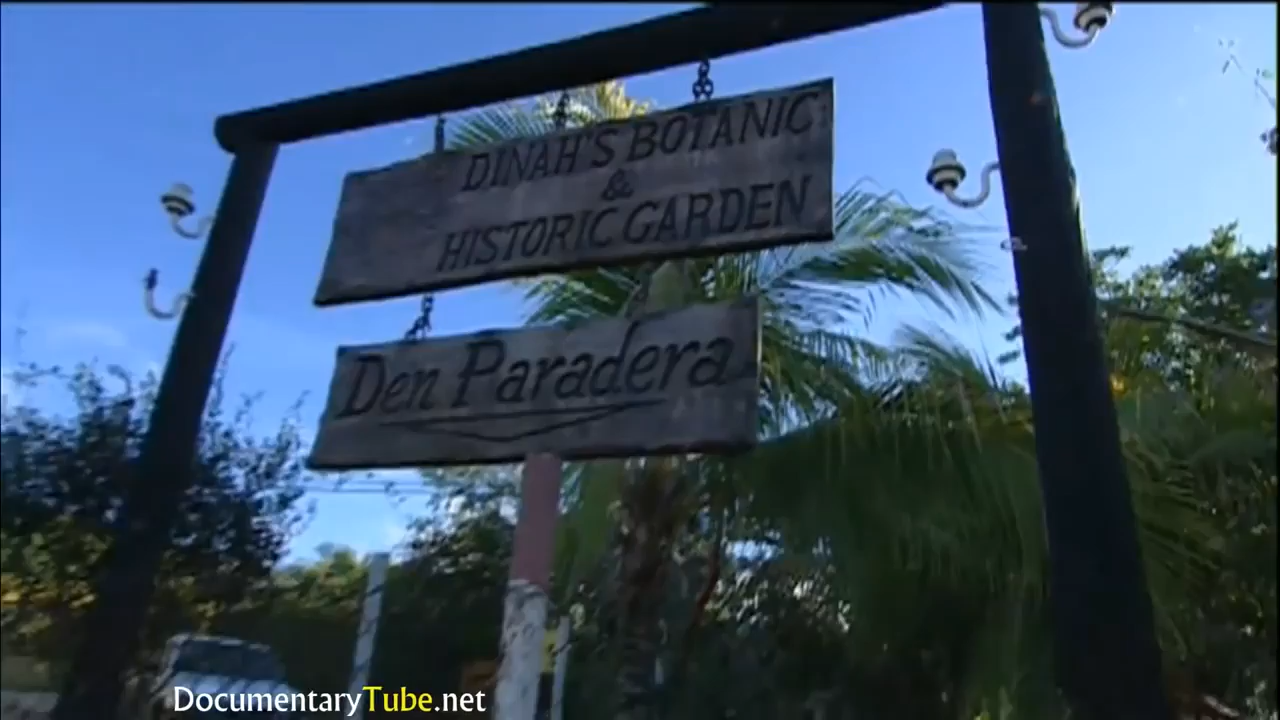 DINAH'S BOTANIC
&
HISTORIC GARDEN
Den Paradera
DocumentaryTube.net